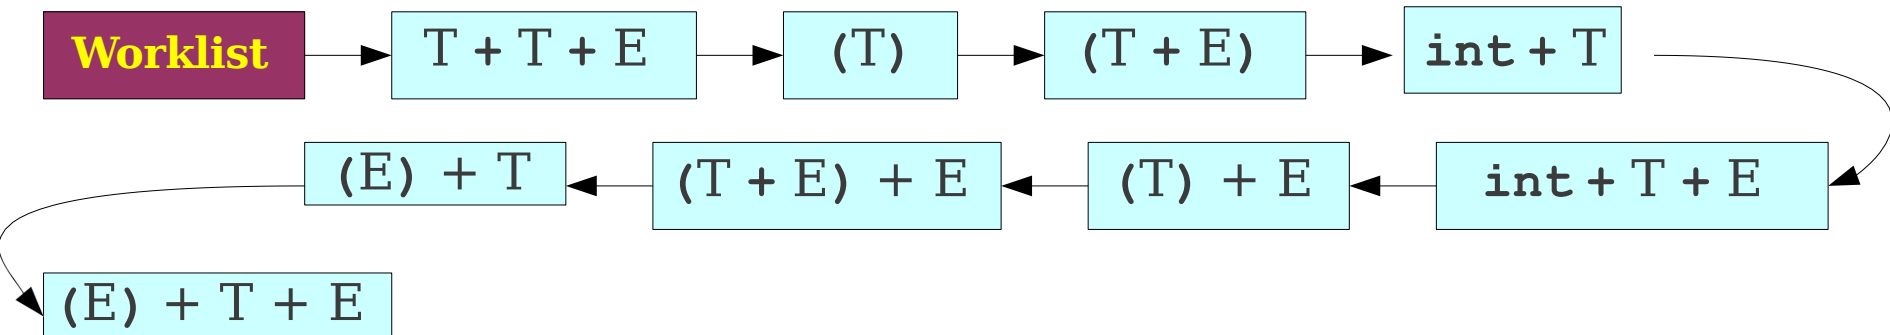 Worklist T + T + E (T) (T + E) int + T
(E) + T (T + E) + E (T) + E int + T + E
(E) + T + E